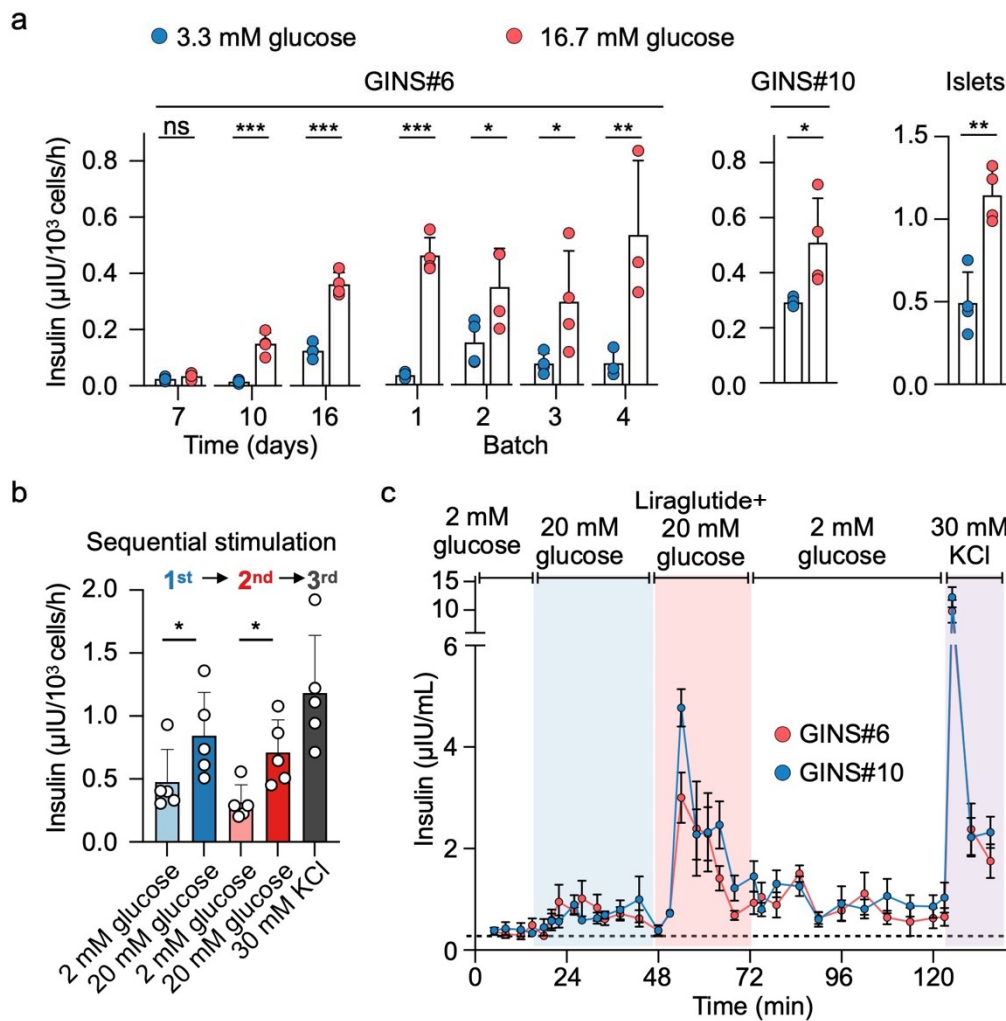 a
3.3 mM glucose 16.7 mM glucose
GINS#6 GINS#10 Islets
ns *** *** *** * * ** * **
Insulin (µIU/10³ cells/h)
0.8
0.6
0.4
0.2
0.0
7 10 16
Time (days)
1 2 3 4
Batch
0.8
0.6
0.4
0.2
0.0
1.5
1.0
0.5
0.0
b
Sequential stimulation
1st 2nd 3rd
* *
Insulin (µIU/10³ cells/h)
2.0
1.5
1.0
0.5
0.0
2 mM glucose
20 mM glucose
2 mM glucose
20 mM glucose
30 mM KCl
c
2 mM glucose
20 mM glucose
Liraglutide+ 20 mM glucose
2 mM glucose
30 mM KCl
Insulin (µIU/mL)
15
10
6
4
2
0
GINS#6
GINS#10
0 24 48 72 96 120
Time (min)